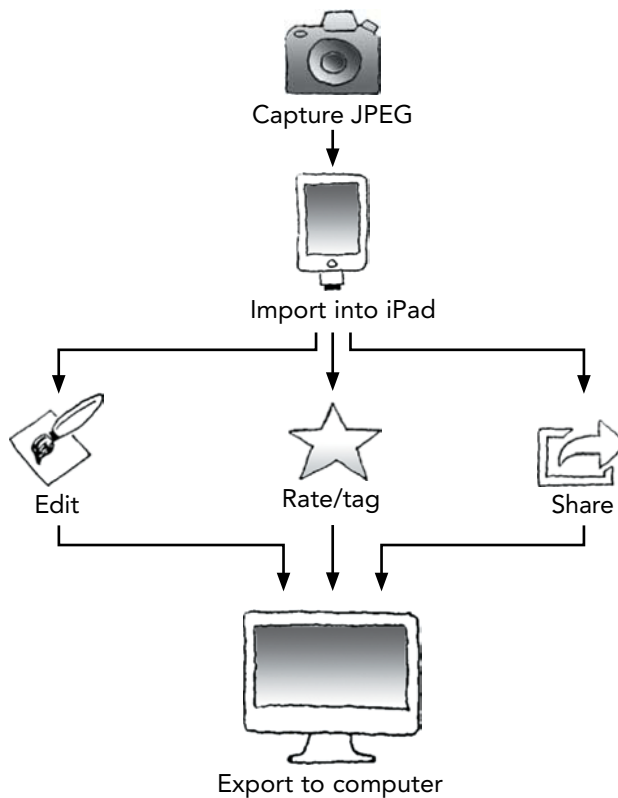 Capture JPEG
Import into iPad
Edit
Rate/tag
Share
Export to computer